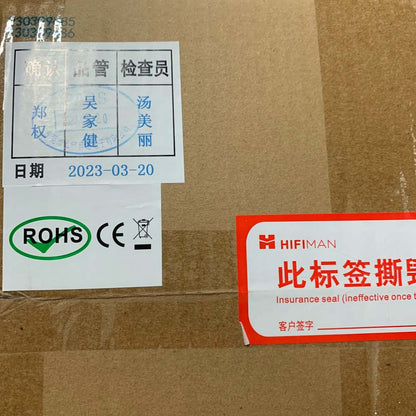 确认 品管 检查员
郑权 吴家健 汤美丽
日期 2023-03-20
ROHS CE
HIFIMAN
此标签撕毁
Insurance seal (ineffective once t
客户签字